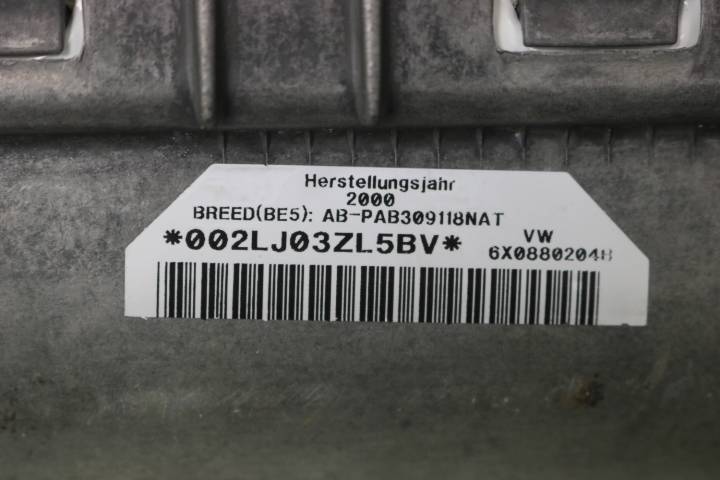 Herstellungsjahr
2000
BREED(BE5): AB-PAB309118NAT
*002LJ03ZL5BV*
VW
6X0880204B